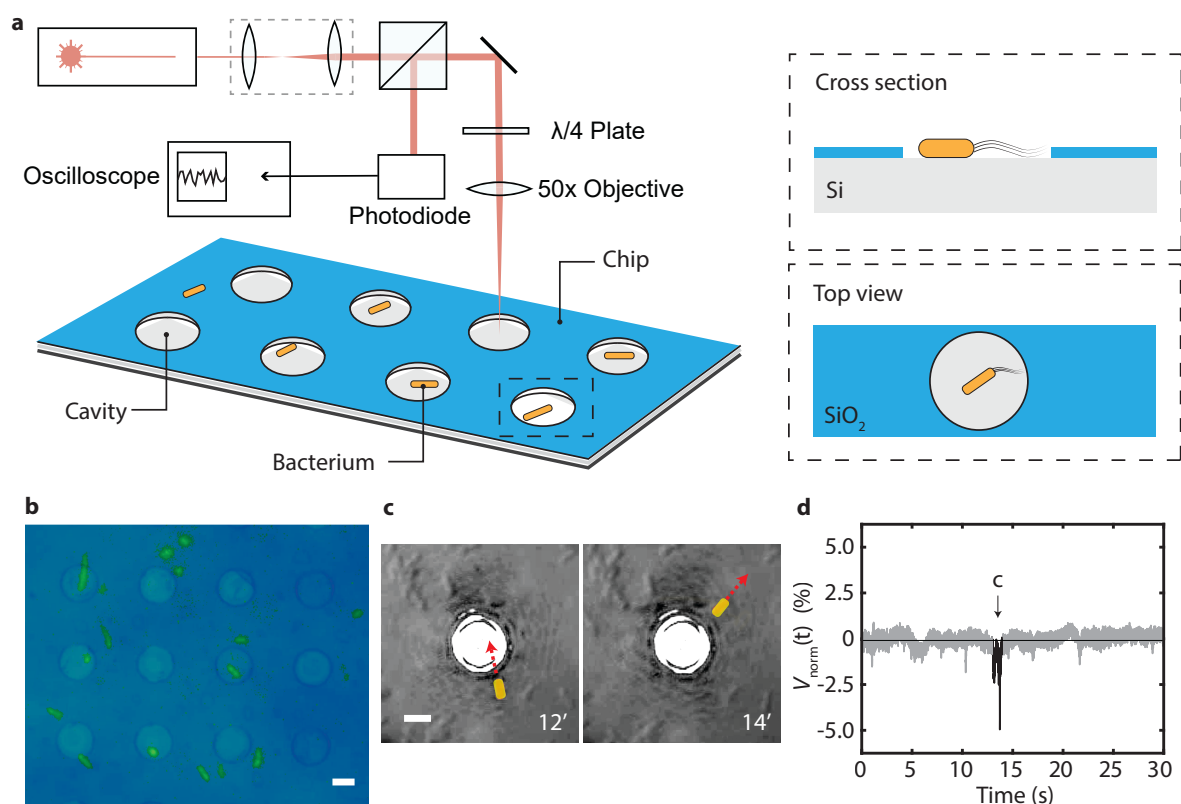 a
λ/4 Plate
Oscilloscope
Photodiode
50x Objective
Chip
Cavity
Bacterium
Cross section
Si
Top view
SiO₂
b
c
12′
14′
d
5.0
2.5
0
-2.5
-5.0
Vnorm(t) (%)
C
0 5 10 15 20 25 30
Time (s)